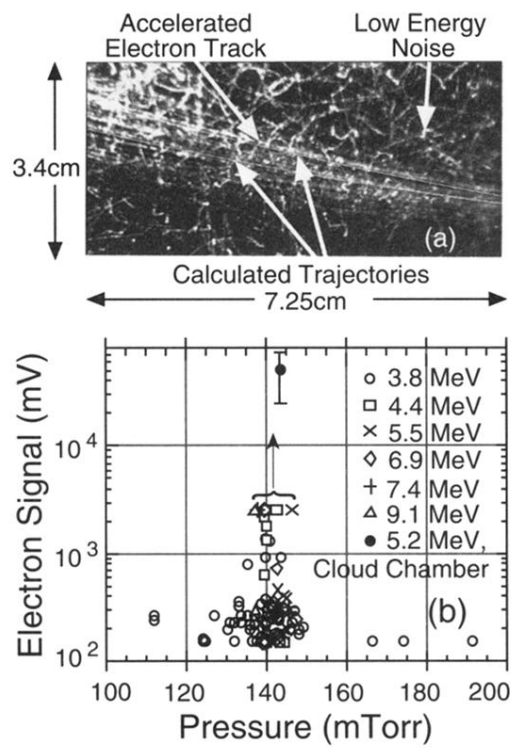 Accelerated
Electron Track
Low Energy
Noise
3.4cm
(a)
Calculated Trajectories
7.25cm
Electron Signal (mV)
10^4
10^3
10^2
○ 3.8 MeV
□ 4.4 MeV
× 5.5 MeV
◇ 6.9 MeV
+ 7.4 MeV
△ 9.1 MeV
● 5.2 MeV,
Cloud Chamber
(b)
100 120 140 160 180 200
Pressure (mTorr)